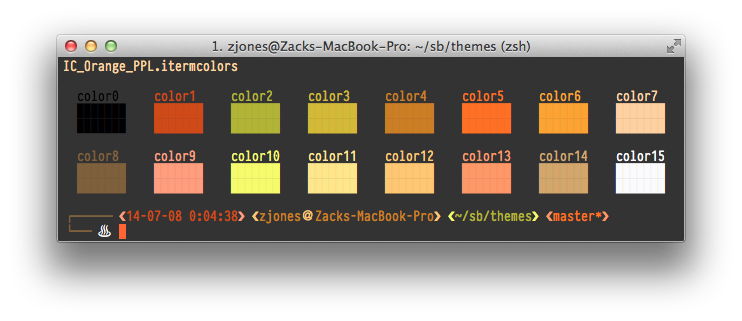 1. zjones@Zacks-MacBook-Pro: ~/sb/themes (zsh)
IC_Orange_PPL.itermcolors
color0 color1 color2 color3 color4 color5 color6 color7
color8 color9 color10 color11 color12 color13 color14 color15
❮14-07-08 0:04:38❯ ❮zjones@Zacks-MacBook-Pro❯ ❮~/sb/themes❯ ❮master*❯
♨